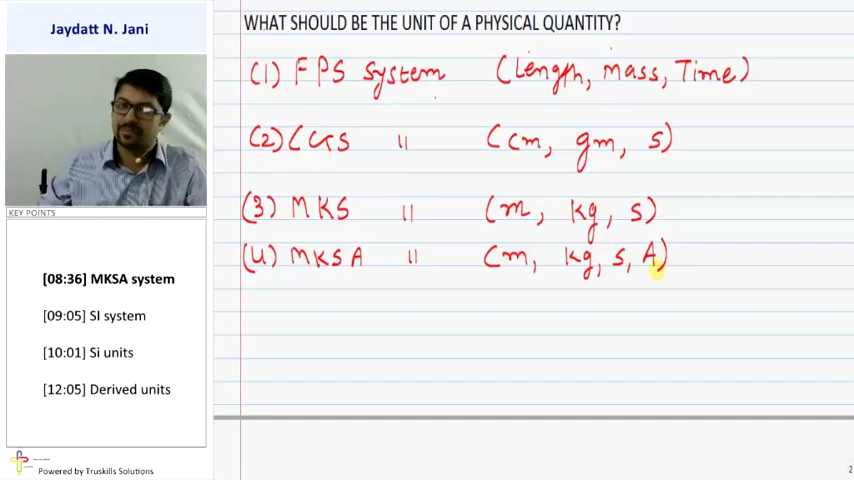 Jaydatt N. Jani
WHAT SHOULD BE THE UNIT OF A PHYSICAL QUANTITY?
(1) FPS System (Length, Mass, Time)
(2) CGS " (cm, gm, s)
(3) MKS " (m, kg, s)
(4) MKSA " (m, kg, s, A)
KEY POINTS
[08:36] MKSA system
[09:05] SI system
[10:01] Si units
[12:05] Derived units
Powered by Truskills Solutions
2